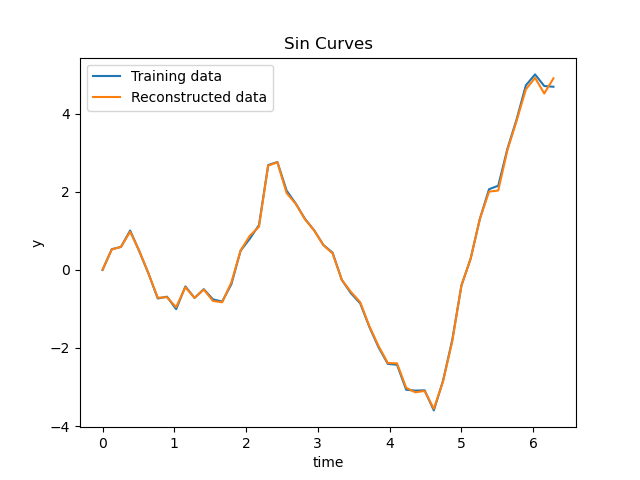 Sin Curves
Training data
Reconstructed data
y
4
2
0
−2
−4
0 1 2 3 4 5 6
time